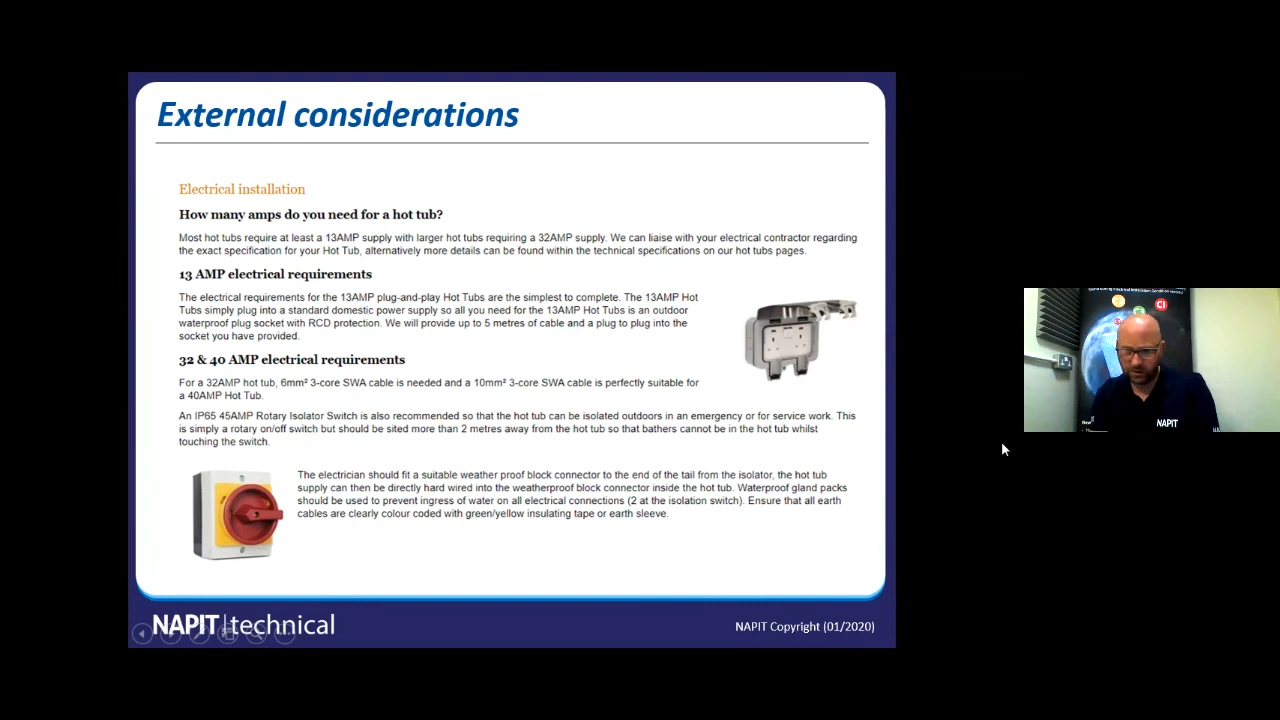 External considerations
Electrical installation
How many amps do you need for a hot tub?
Most hot tubs require at least a 13AMP supply with larger hot tubs requiring a 32AMP supply. We can liaise with your electrical contractor regarding
the exact specification for your Hot Tub, alternatively more details can be found within the technical specifications on our hot tubs pages.
13 AMP electrical requirements
The electrical requirements for the 13AMP plug-and-play Hot Tubs are the simplest to complete. The 13AMP Hot
Tubs simply plug into a standard domestic power supply so all you need for the 13AMP Hot Tubs is an outdoor
waterproof plug socket with RCD protection. We will provide up to 5 metres of cable and a plug to plug into the
socket you have provided.
32 & 40 AMP electrical requirements
For a 32AMP hot tub, 6mm² 3-core SWA cable is needed and a 10mm² 3-core SWA cable is perfectly suitable for
a 40AMP Hot Tub.
An IP65 45AMP Rotary Isolator Switch is also recommended so that the hot tub can be isolated outdoors in an emergency or for service work. This
is simply a rotary on/off switch but should be sited more than 2 metres away from the hot tub so that bathers cannot be in the hot tub whilst
touching the switch.
The electrician should fit a suitable weather proof block connector to the end of the tail from the isolator, the hot tub
supply can then be directly hard wired into the weatherproof block connector inside the hot tub. Waterproof gland packs
should be used to prevent ingress of water on all electrical connections (2 at the isolation switch). Ensure that all earth
cables are clearly colour coded with green/yellow insulating tape or earth sleeve.
NAPIT|technical
NAPIT Copyright (01/2020)
NAPIT